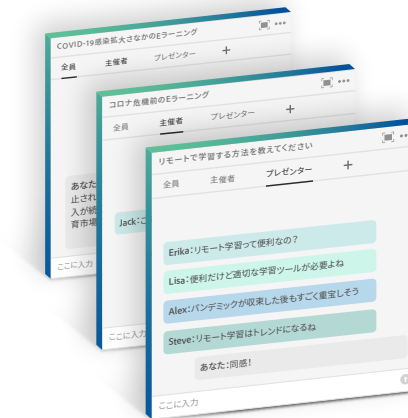 COVID-19感染拡大さなかのEラーニング
全員 主催者 プレゼンター +
あなた
止され
入が続
育市場
ここに入力
コロナ危機前のEラーニング
全員 主催者 プレゼンター +
Jack:こ
ここに入力
リモートで学習する方法を教えてください
全員 主催者 プレゼンター +
Erika:リモート学習って便利なの？
Lisa:便利だけど適切な学習ツールが必要よね
Alex:パンデミックが収束した後もすごく重宝しそう
Steve:リモート学習はトレンドになるね
あなた:同感！
ここに入力